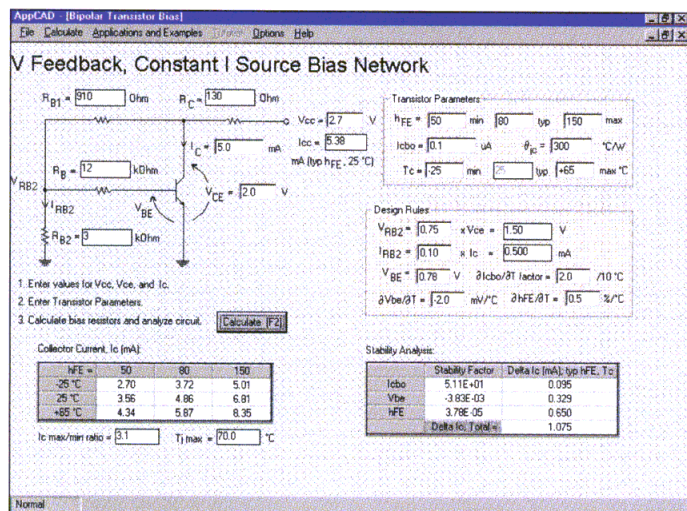 AppCAD - [Bipolar Transistor Bias]
File Calculate Applications and Examples Tutorial Options Help
V Feedback, Constant I Source Bias Network
RB1 = 910 Ohm RC = 130 Ohm
Vcc = 2.7 V
IC = 5.0 mA
Icc = 5.38
mA (typ hFE, 25 °C)
RB = 12 kOhm
VRB2
IRB2
VBE
VCE = 2.0 V
RB2 = 3 kOhm
Transistor Parameters
hFE = 50 min 80 typ 150 max
Icbo = 0.1 uA θjc = 300 °C/W
Tc = -25 min 25 typ +65 max °C
Design Rules
VRB2 = 0.75 x Vce = 1.50 V
IRB2 = 0.10 x Ic = 0.500 mA
VBE = 0.78 V ∂Icbo/∂T factor = 2.0 /10 °C
∂Vbe/∂T = -2.0 mV/°C ∂hFE/∂T = 0.5 %/°C
1. Enter values for Vcc, Vce, and Ic.
2. Enter Transistor Parameters.
3. Calculate bias resistors and analyze circuit. Calculate [F2]
Collector Current, Ic (mA):
hFE = 50 80 150
-25 °C 2.70 3.72 5.01
25 °C 3.56 4.86 6.81
+65 °C 4.34 5.87 8.35
Ic max/min ratio = 3.1 Tj max = 70.0 °C
Stability Analysis:
Stability Factor Delta Ic (mA); typ hFE, Tc
Icbo 5.11E+01 0.095
Vbe -3.83E-03 0.329
hFE 3.78E-05 0.650
Delta Ic, Total = 1.075
Normal